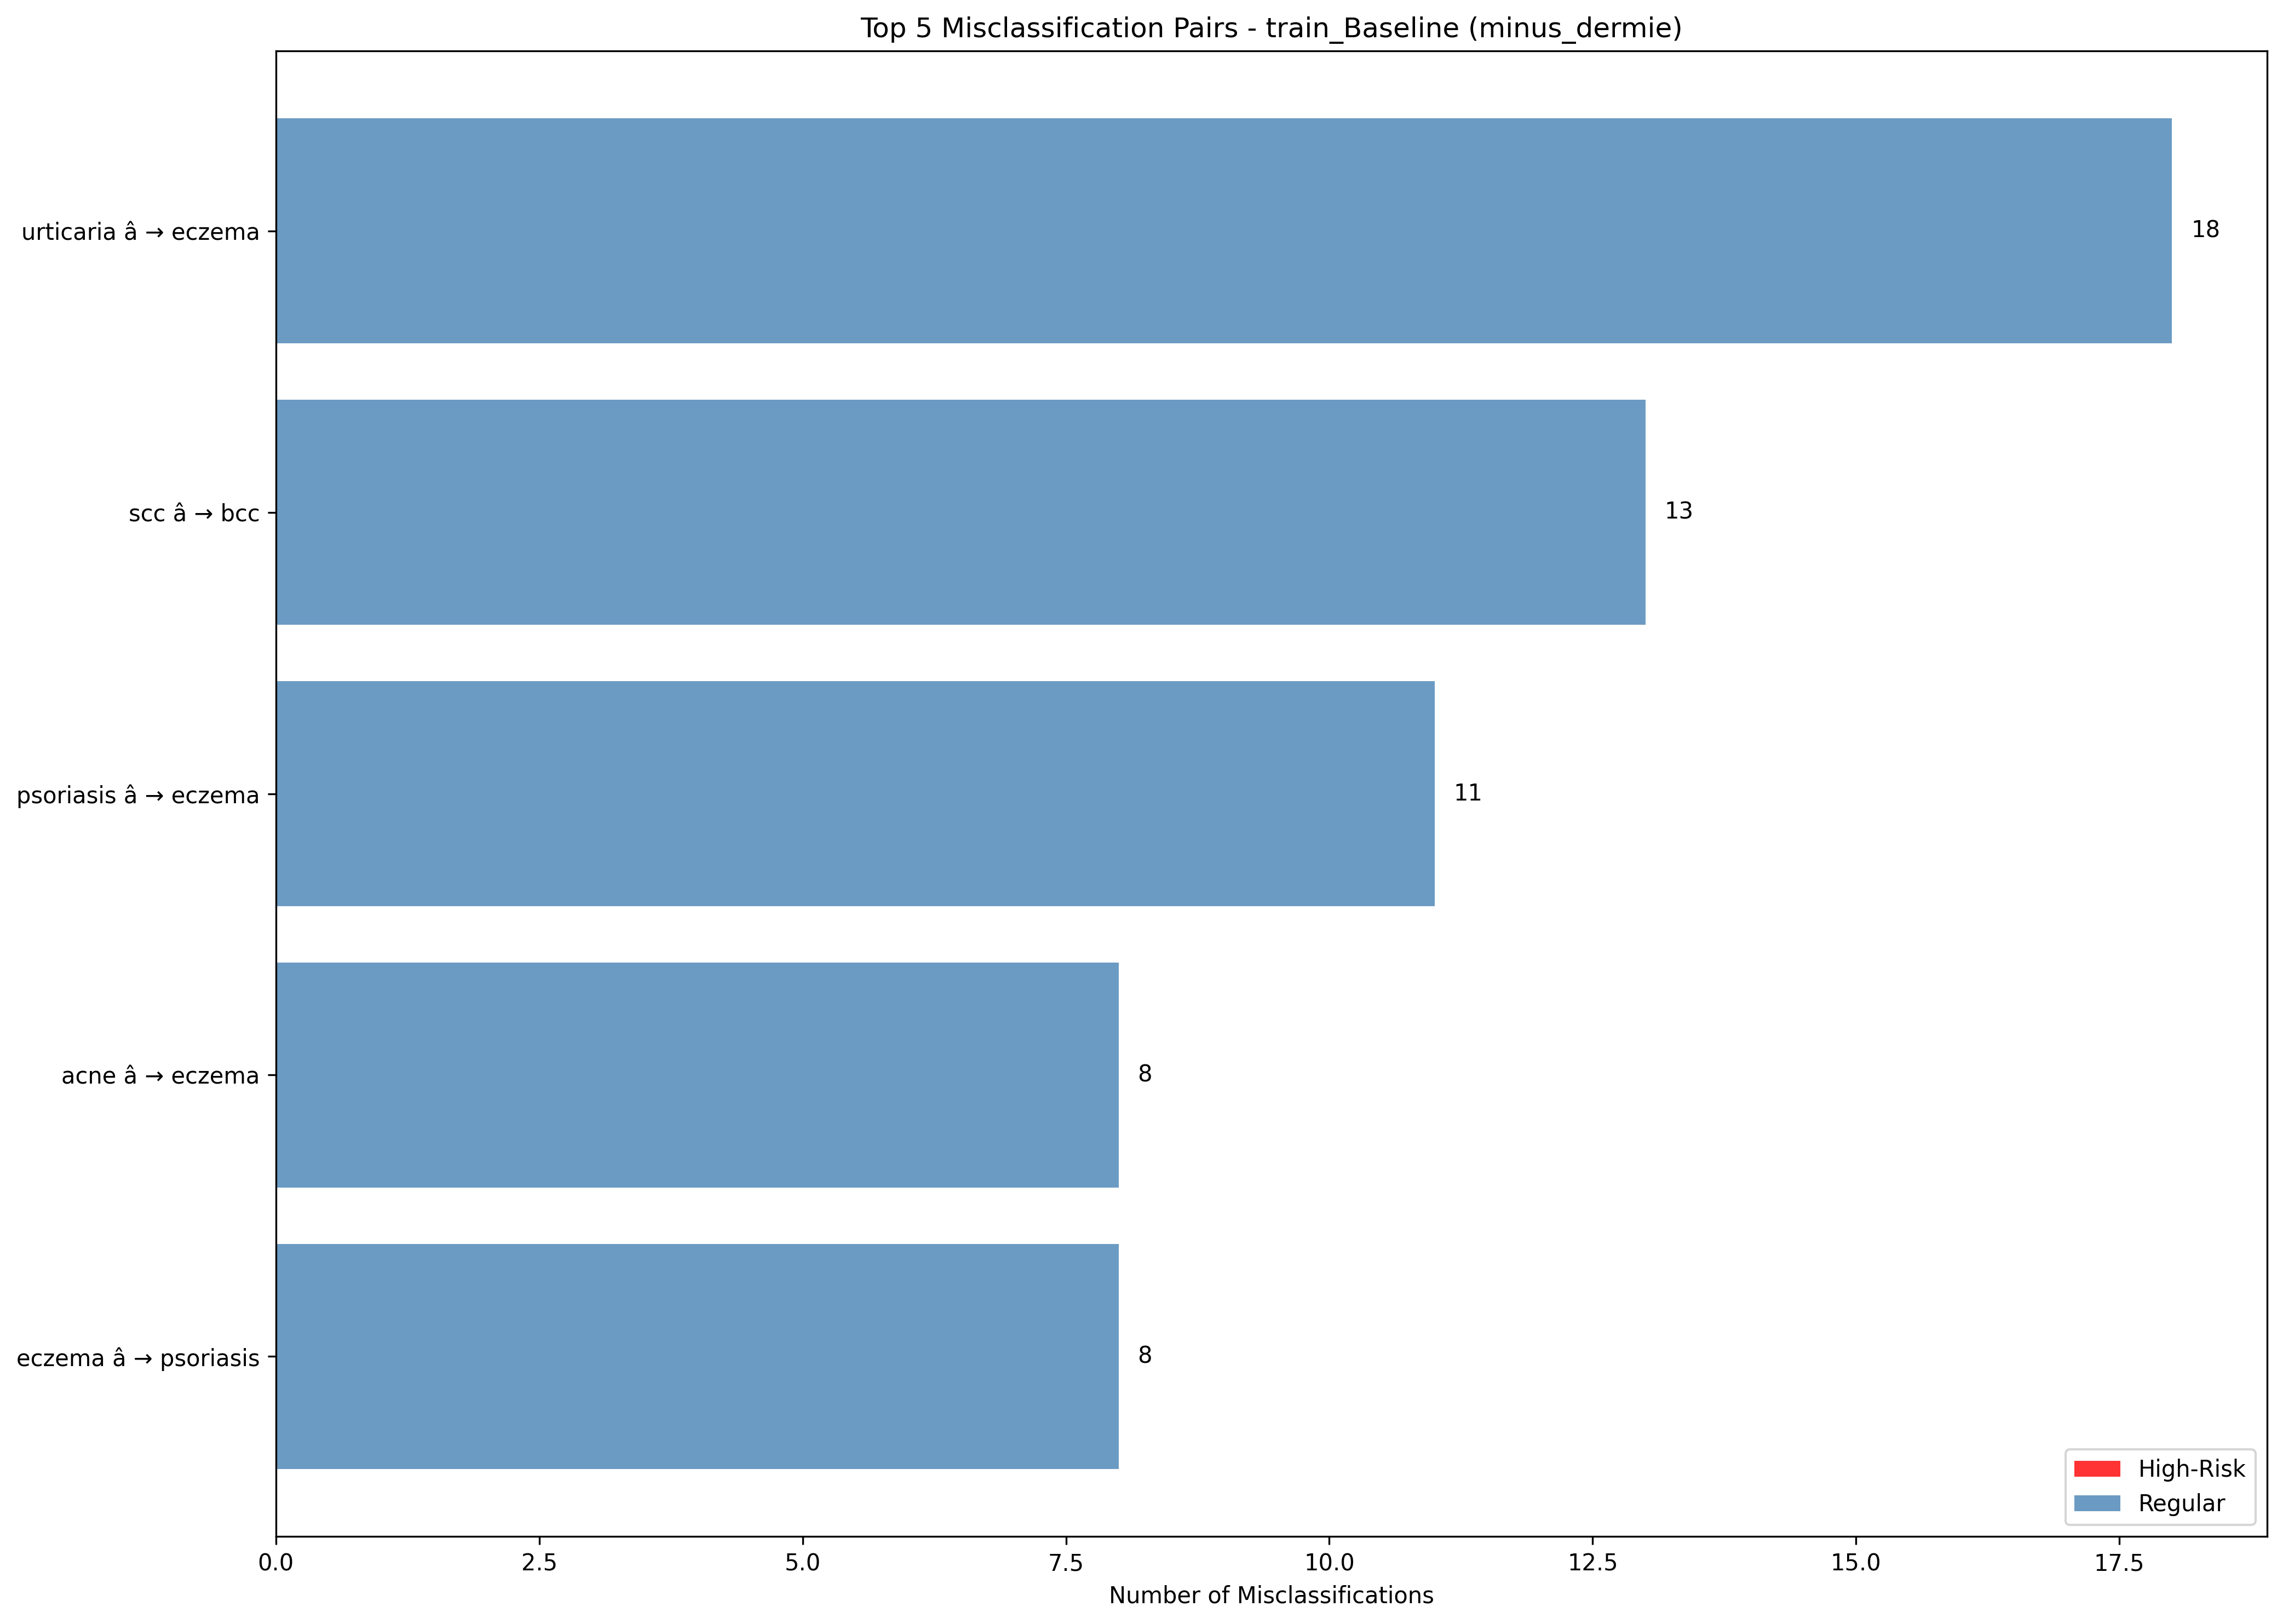 Top 5 Misclassification Pairs - train_Baseline (minus_dermie)
urticaria â → eczema
18
scc â → bcc
13
psoriasis â → eczema
11
acne â → eczema
8
eczema â → psoriasis
8
High-Risk
Regular
0.0 2.5 5.0 7.5 10.0 12.5 15.0 17.5
Number of Misclassifications